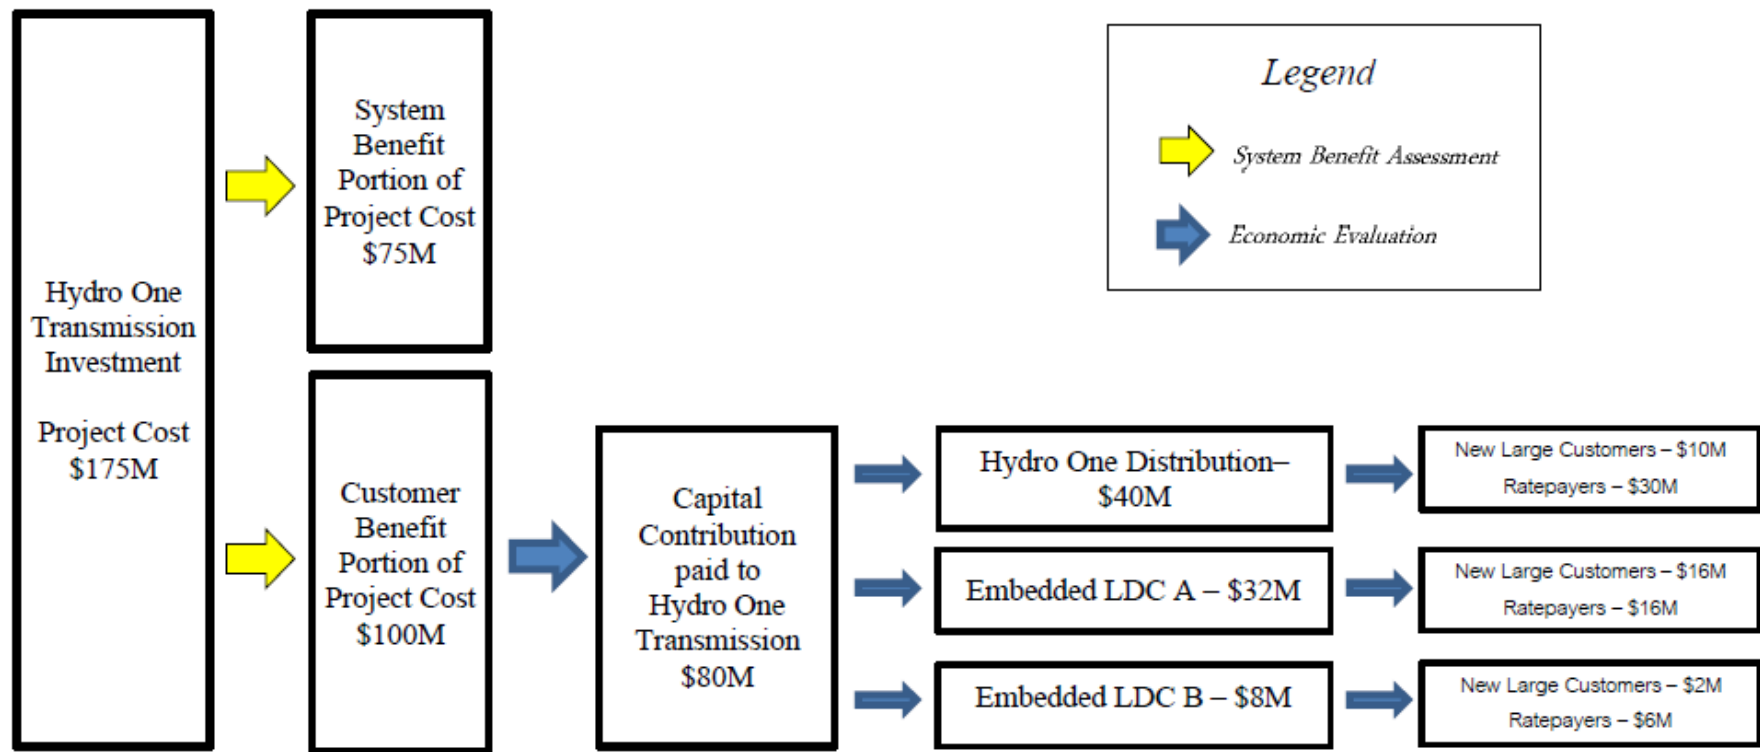 Hydro One
Transmission
Investment
Project Cost
$175M
System
Benefit
Portion of
Project Cost
$75M
Customer
Benefit
Portion of
Project Cost
$100M
Capital
Contribution
paid to
Hydro One
Transmission
$80M
Hydro One Distribution–
$40M
Embedded LDC A – $32M
Embedded LDC B – $8M
New Large Customers – $10M
Ratepayers – $30M
New Large Customers – $16M
Ratepayers – $16M
New Large Customers – $2M
Ratepayers – $6M
Legend
System Benefit Assessment
Economic Evaluation